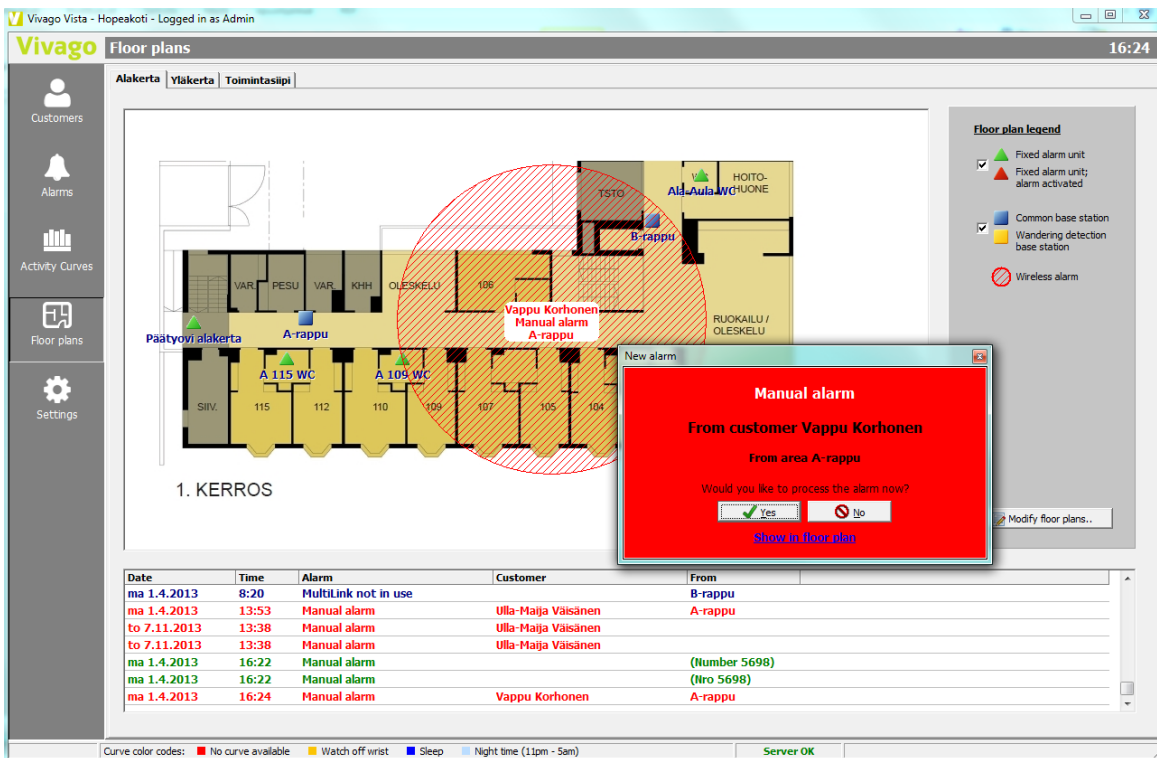 Vivago Vista - Hopeakoti - Logged in as Admin
Vivago
Floor plans
16:24
Customers
Alarms
Activity Curves
Floor plans
Settings
Alakerta
Yläkerta
Toimintasiipi
TSTO
HOITO-
HUONE
Ala-Aula WC
B-rappu
VAR.
PESU
VAR.
KHH
OLESKELU
106
Vappu Korhonen
Manual alarm
A-rappu
RUOKAILU /
OLESKELU
Päätyovi alakerta
A-rappu
A 115 WC
A 109 WC
SIIV.
115
112
110
109
107
105
104
1. KERROS
Floor plan legend
Fixed alarm unit
Fixed alarm unit;
alarm activated
Common base station
Wandering detection
base station
Wireless alarm
Modify floor plans..
New alarm
Manual alarm
From customer Vappu Korhonen
From area A-rappu
Would you like to process the alarm now?
Yes
No
Show in floor plan
Date Time Alarm Customer From
ma 1.4.2013 8:20 MultiLink not in use B-rappu
ma 1.4.2013 13:53 Manual alarm Ulla-Maija Väisänen A-rappu
to 7.11.2013 13:38 Manual alarm Ulla-Maija Väisänen
to 7.11.2013 13:38 Manual alarm Ulla-Maija Väisänen
ma 1.4.2013 16:22 Manual alarm (Number 5698)
ma 1.4.2013 16:22 Manual alarm (Nro 5698)
ma 1.4.2013 16:24 Manual alarm Vappu Korhonen A-rappu
Curve color codes: No curve available Watch off wrist Sleep Night time (11pm - 5am)
Server OK